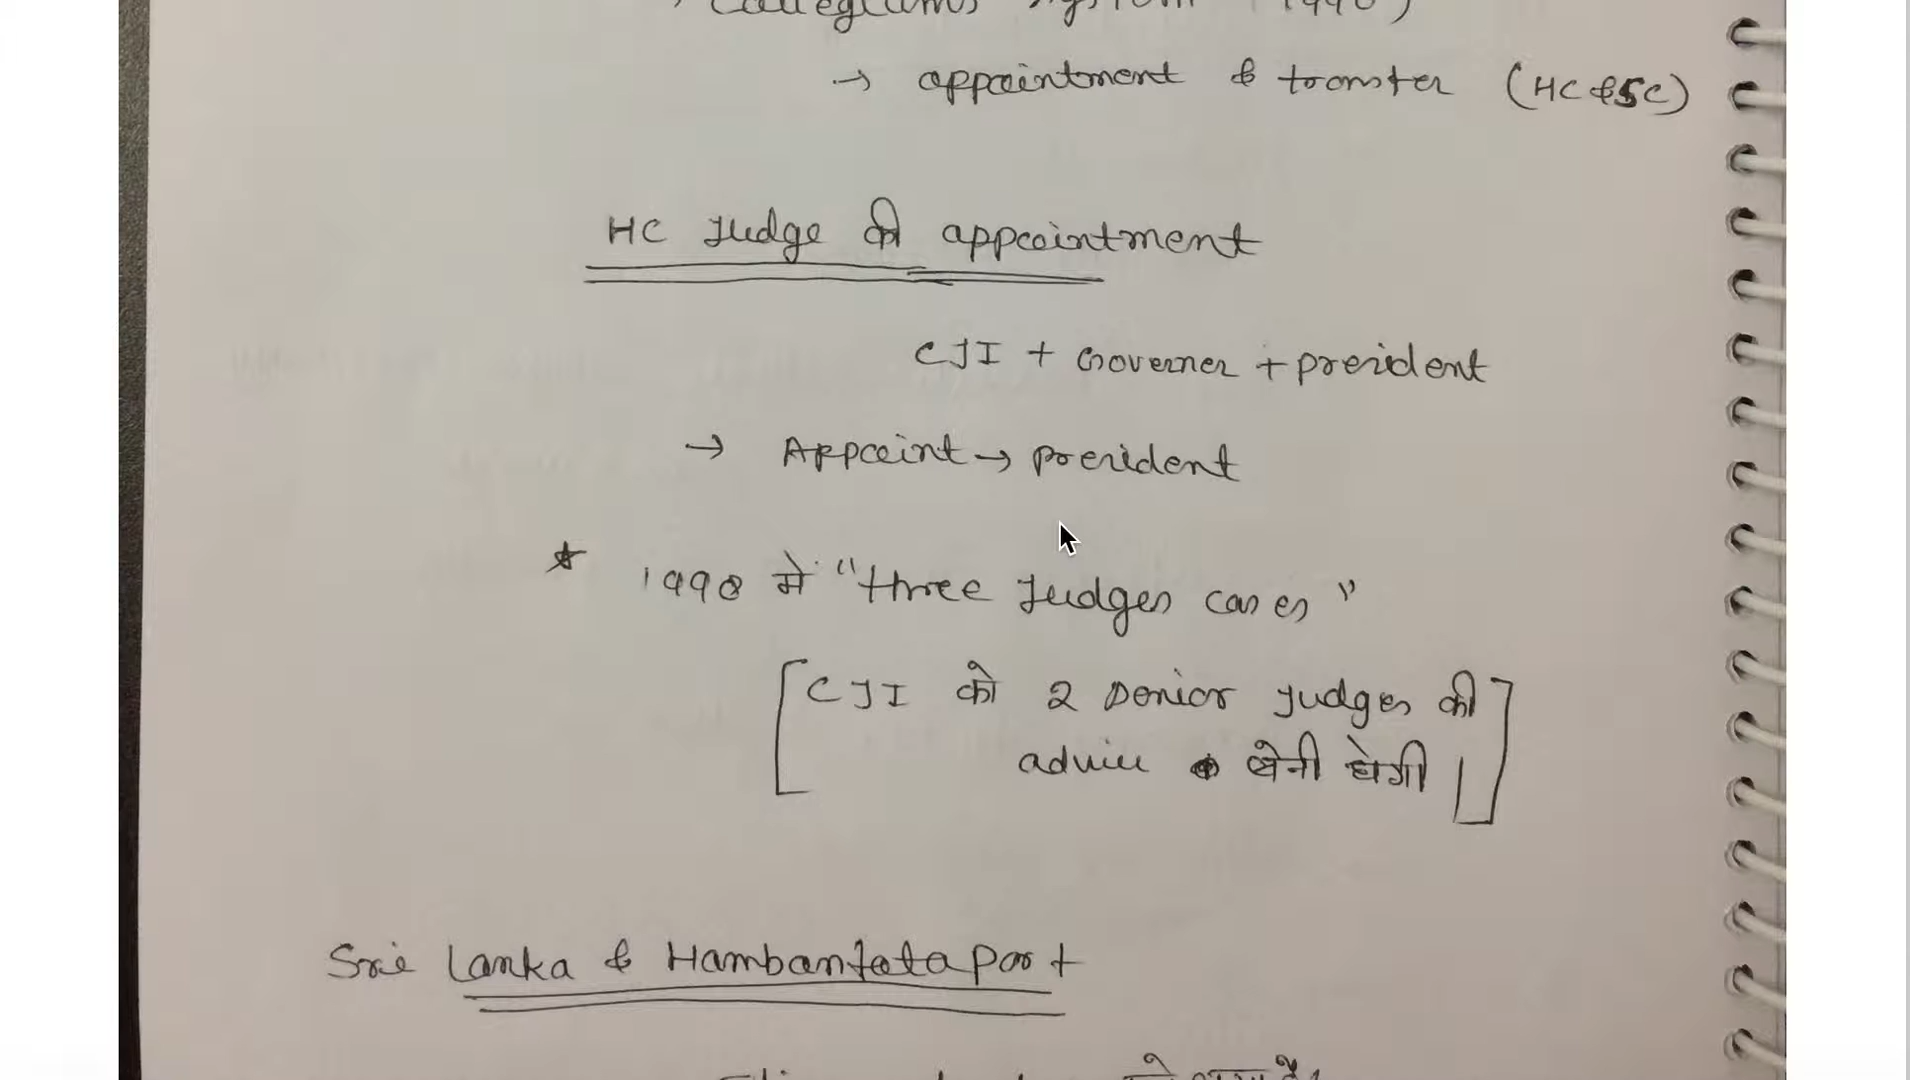 System
→ appointment & transfer (HC & SC)
HC Judge की appointment
CJI + Governer + president
→ Appoint → president
* 1998 मे "three Judges cases"
[CJI को 2 senior Judges की
advice लेनी होगी |]
Sri Lanka & Hambantota port